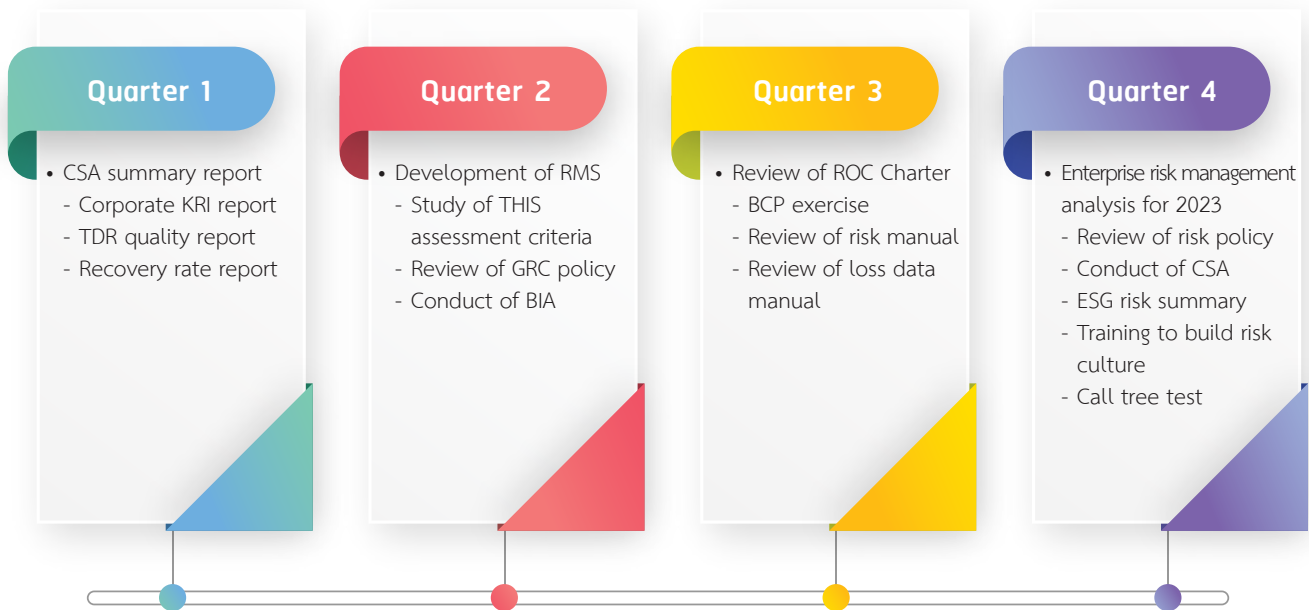 Quarter 1
• CSA summary report
- Corporate KRI report
- TDR quality report
- Recovery rate report
Quarter 2
• Development of RMS
- Study of THIS
assessment criteria
- Review of GRC policy
- Conduct of BIA
Quarter 3
• Review of ROC Charter
- BCP exercise
- Review of risk manual
- Review of loss data
manual
Quarter 4
• Enterprise risk management
analysis for 2023
- Review of risk policy
- Conduct of CSA
- ESG risk summary
- Training to build risk
culture
- Call tree test